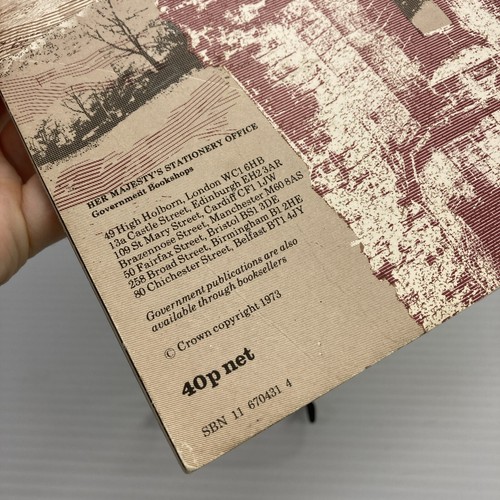 HER MAJESTY'S STATIONERY OFFICE
Government Bookshops
49 High Holborn, London WC1 6HB
13a Castle Street, Edinburgh EH2 3AR
109 St Mary Street, Cardiff CF1 1JW
Brazennose Street, Manchester M60 8AS
50 Fairfax Street, Bristol BS1 3DE
258 Broad Street, Birmingham B1 2HE
80 Chichester Street, Belfast BT1 4JY
Government publications are also
available through booksellers
© Crown copyright 1973
40p net
SBN 11 670431 4